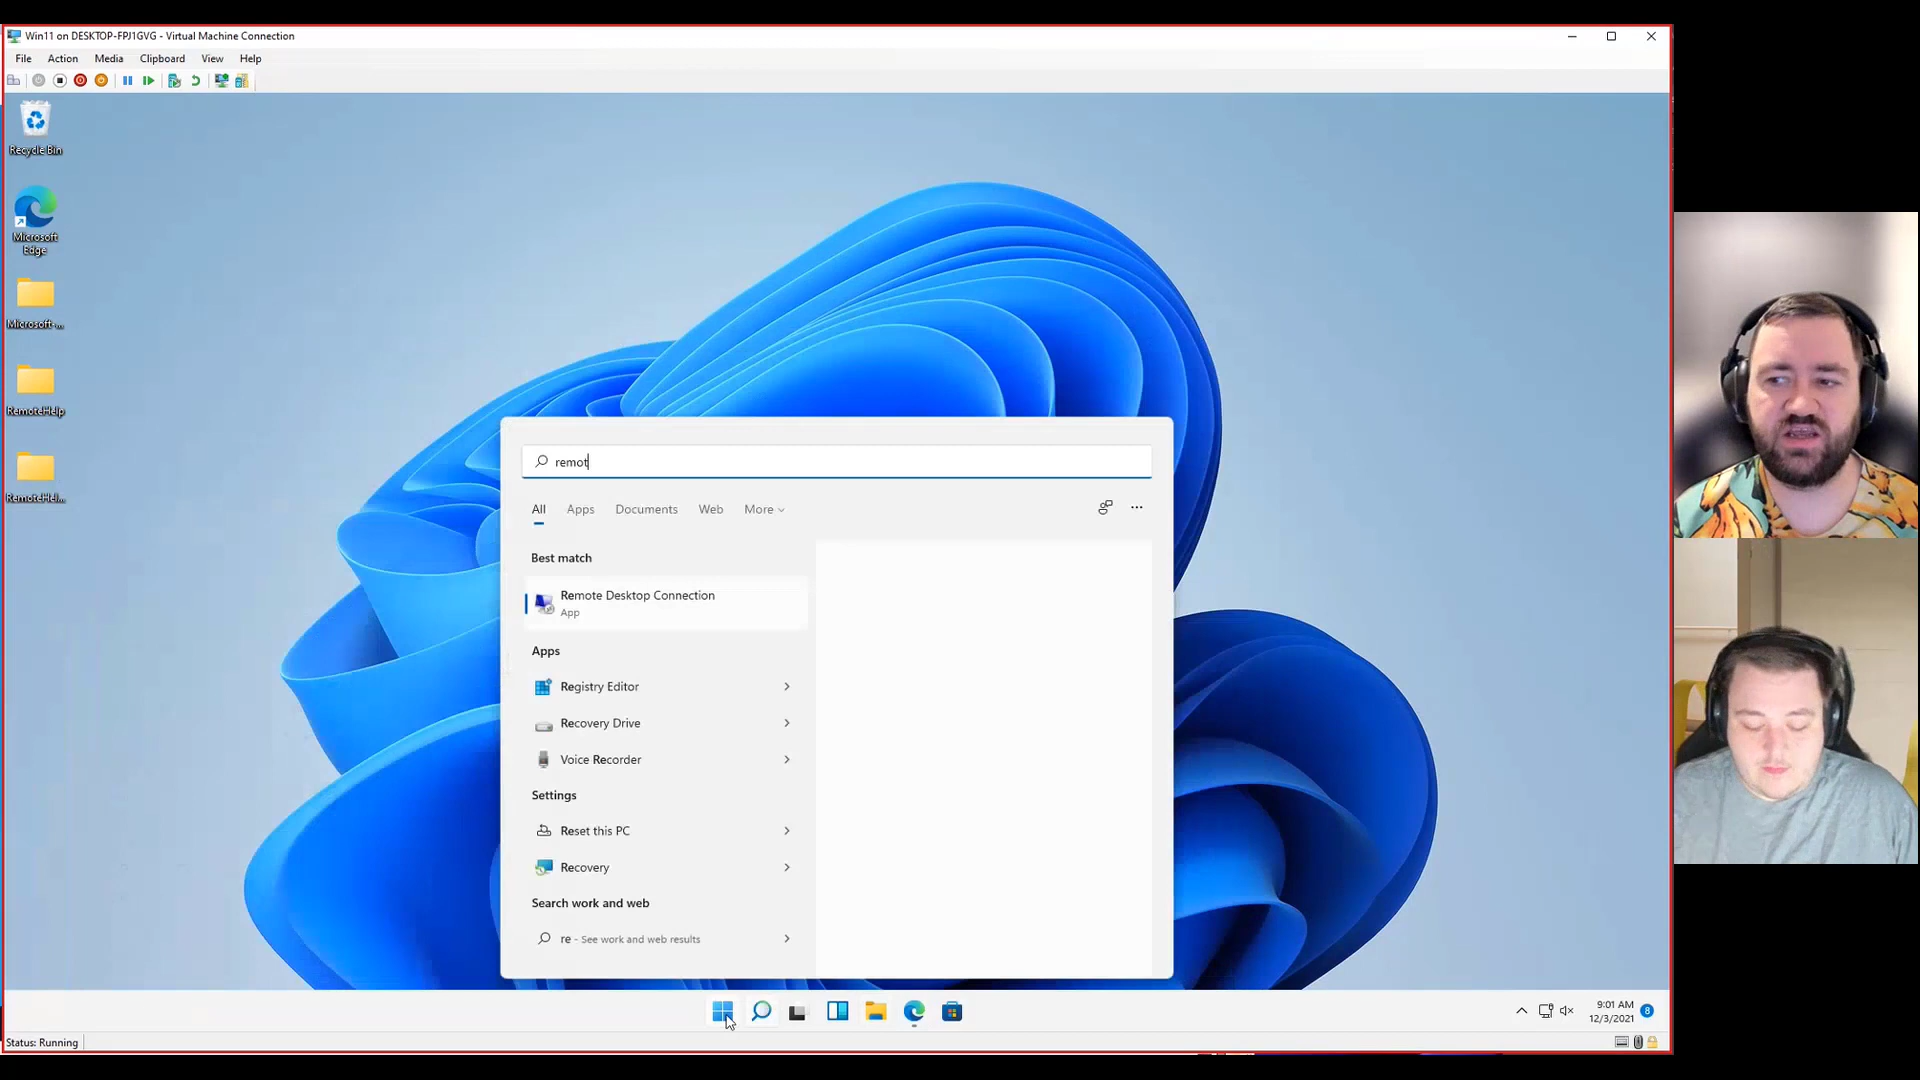 Win11 on DESKTOP-FPJ1GVG - Virtual Machine Connection
File Action Media Clipboard View Help
Recycle Bin
Microsoft
Edge
Microsoft-...
RemoteHelp
RemoteHel...
remot
All Apps Documents Web More
Best match
Remote Desktop Connection
App
Apps
Registry Editor
Recovery Drive
Voice Recorder
Settings
Reset this PC
Recovery
Search work and web
re - See work and web results
9:01 AM
12/3/2021
8
Status: Running